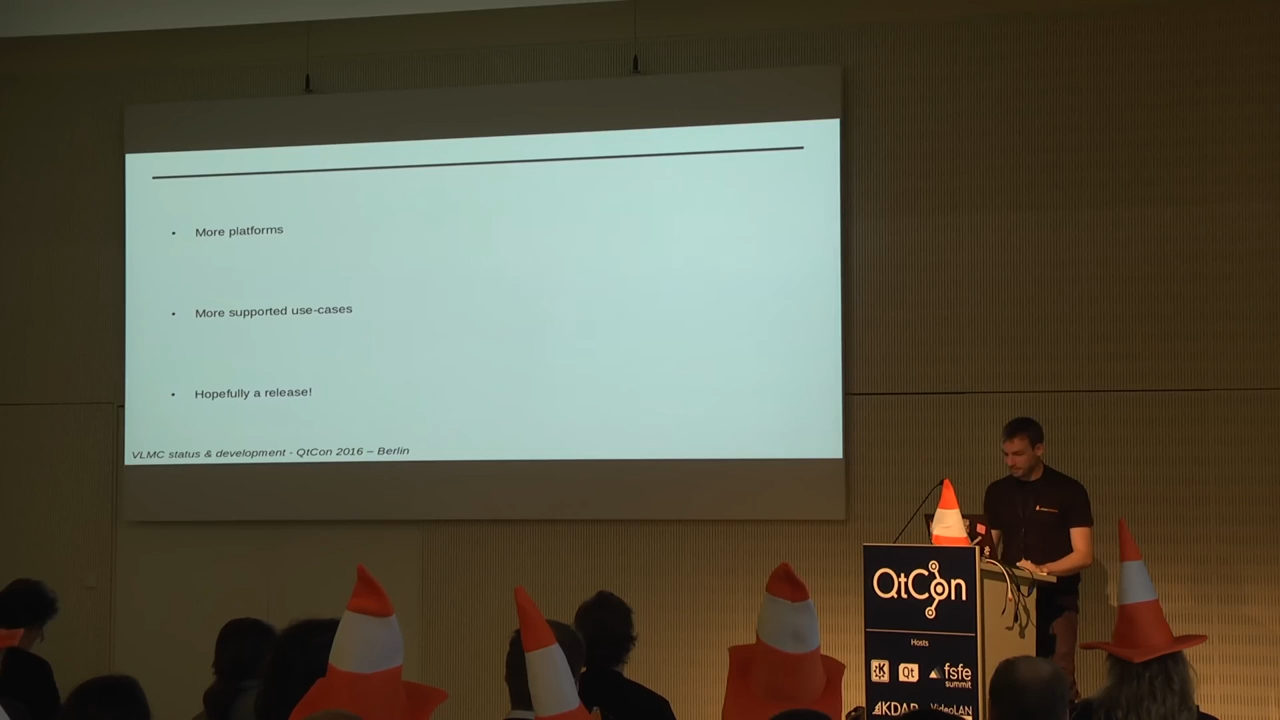 More platforms
More supported use-cases
Hopefully a release!
VLMC status & development - QtCon 2016 – Berlin
QtCon
Hosts
K
Qt
fsfe
summit
KDAB
VideoLAN